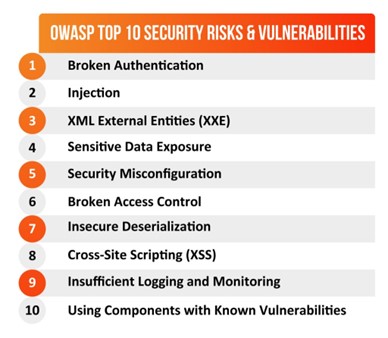 OWASP TOP 10 SECURITY RISKS & VULNERABILITIES
1 Broken Authentication
2 Injection
3 XML External Entities (XXE)
4 Sensitive Data Exposure
5 Security Misconfiguration
6 Broken Access Control
7 Insecure Deserialization
8 Cross-Site Scripting (XSS)
9 Insufficient Logging and Monitoring
10 Using Components with Known Vulnerabilities